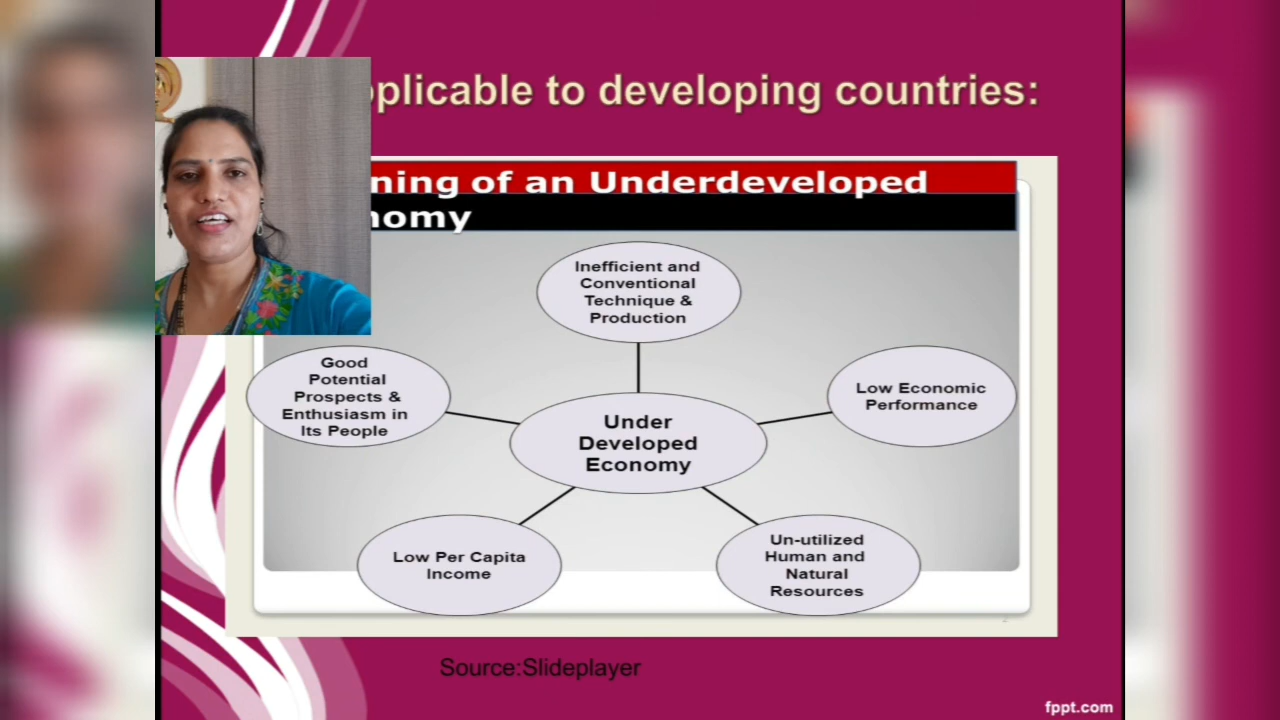 plicable to developing countries:
ning of an Underdeveloped
nomy
Inefficient and
Conventional
Technique &
Production
Good
Potential
Prospects &
Enthusiasm in
Its People
Low Economic
Performance
Under
Developed
Economy
Low Per Capita
Income
Un-utilized
Human and
Natural
Resources
Source:Slideplayer
fppt.com